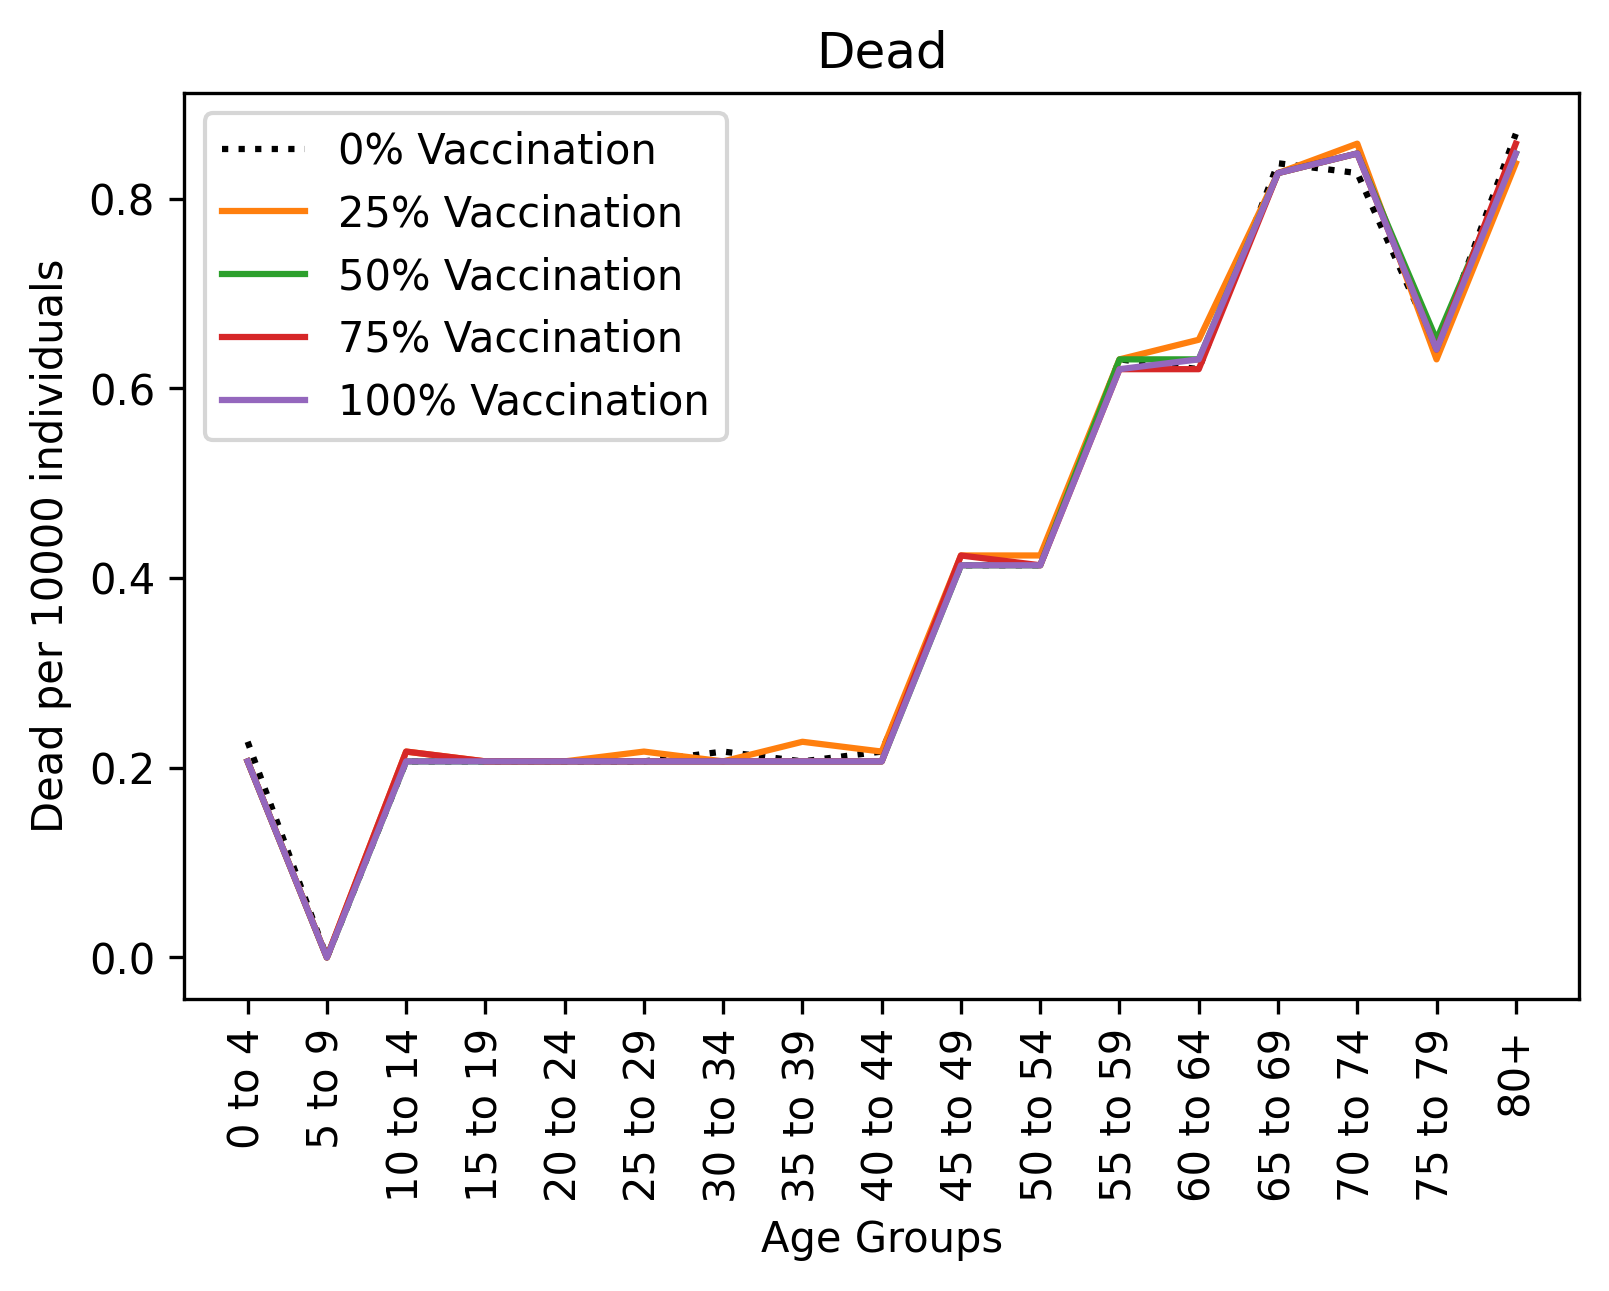 Dead
0% Vaccination
25% Vaccination
50% Vaccination
75% Vaccination
100% Vaccination
Dead per 10000 individuals
0.8
0.6
0.4
0.2
0.0
0 to 4
5 to 9
10 to 14
15 to 19
20 to 24
25 to 29
30 to 34
35 to 39
40 to 44
45 to 49
50 to 54
55 to 59
60 to 64
65 to 69
70 to 74
75 to 79
80+
Age Groups